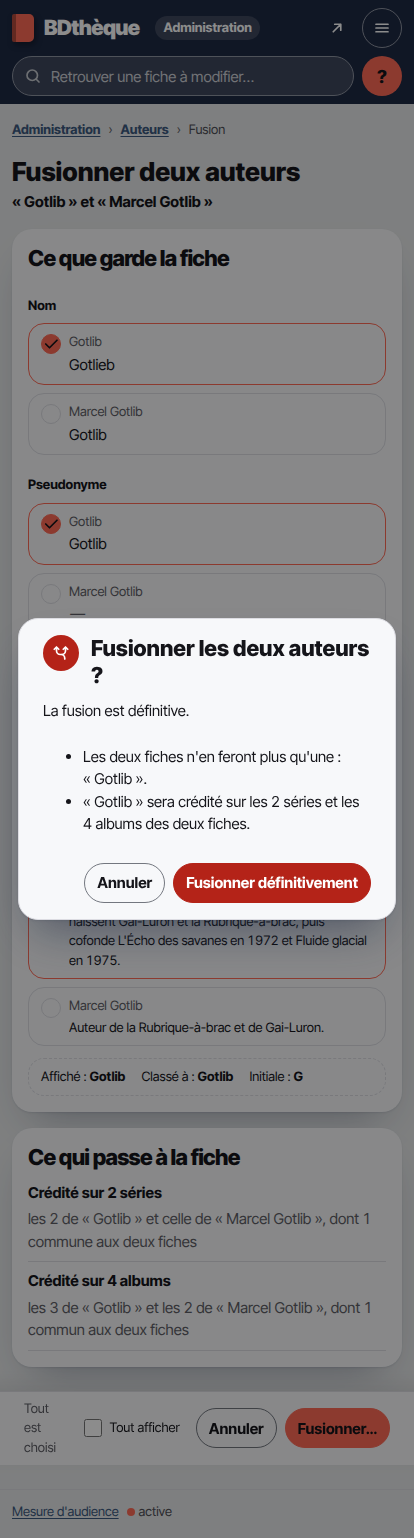 BDthèque Administration
Retrouver une fiche à modifier... ?
Administration › Auteurs › Fusion
Fusionner deux auteurs
« Gotlib » et « Marcel Gotlib »
Ce que garde la fiche
Nom
Gotlib
Gotlieb
Marcel Gotlib
Gotlib
Pseudonyme
Gotlib
Gotlib
Marcel Gotlib
—
Fusionner les deux auteurs
?
La fusion est définitive.
• Les deux fiches n'en feront plus qu'une :
« Gotlib ».
• « Gotlib » sera crédité sur les 2 séries et les
4 albums des deux fiches.
Annuler Fusionner définitivement
naissent Gai-Luron et la Rubrique-à-brac, puis
cofonde L'Écho des savanes en 1972 et Fluide glacial
en 1975.
Marcel Gotlib
Auteur de la Rubrique-à-brac et de Gai-Luron.
Affiché : Gotlib Classé à : Gotlib Initiale : G
Ce qui passe à la fiche
Crédité sur 2 séries
les 2 de « Gotlib » et celle de « Marcel Gotlib », dont 1
commune aux deux fiches
Crédité sur 4 albums
les 3 de « Gotlib » et les 2 de « Marcel Gotlib », dont 1
commun aux deux fiches
Tout
est
choisi
Tout afficher Annuler Fusionner...
Mesure d'audience active